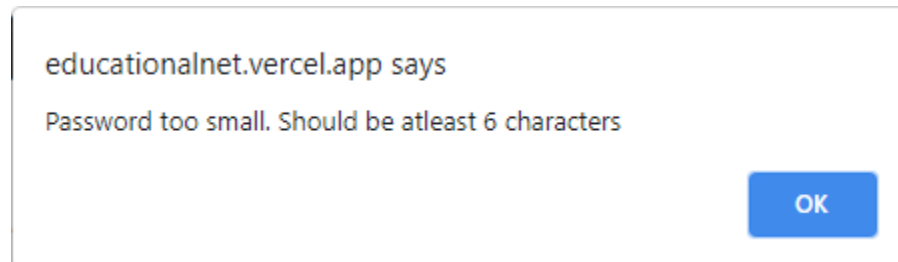 educationalnet.vercel.app says
Password too small. Should be atleast 6 characters
OK